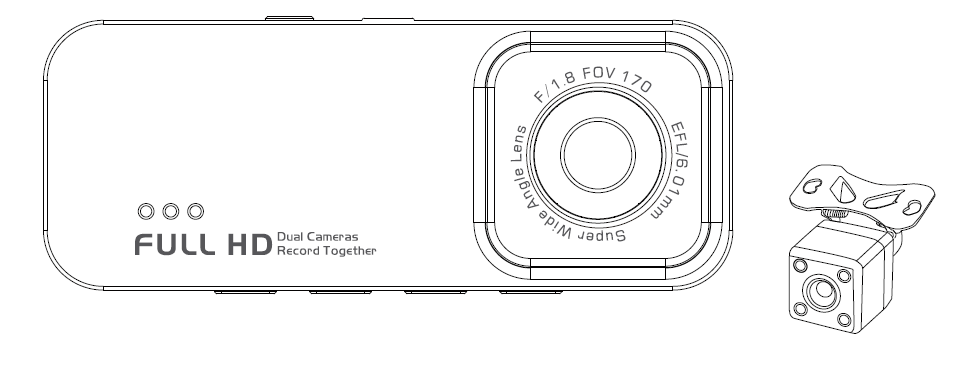 F/1.8 FOV 170
EFL/6.01mm
Super Wide Angle Lens
FULL HD
Dual Cameras
Record Together